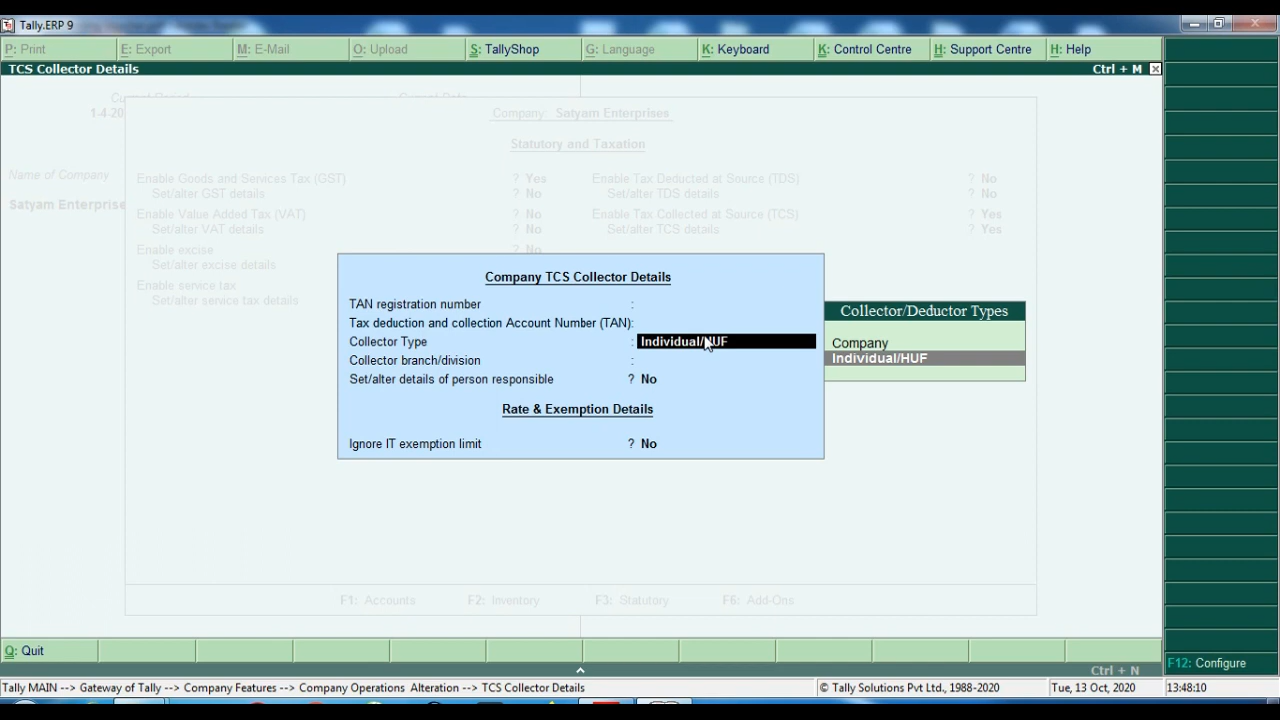 Tally.ERP 9
P: Print E: Export M: E-Mail O: Upload S: TallyShop G: Language K: Keyboard K: Control Centre H: Support Centre H: Help
TCS Collector Details Ctrl + M
1-4-20
Company: Satyam Enterprises
Statutory and Taxation
Name of Company
Satyam Enterprise
Enable Goods and Services Tax (GST) ? Yes Enable Tax Deducted at Source (TDS) ? No
Set/alter GST details ? No Set/alter TDS details ? No
Enable Value Added Tax (VAT) ? No Enable Tax Collected at Source (TCS) ? Yes
Set/alter VAT details ? No Set/alter TCS details ? Yes
Enable excise ? No
Set/alter excise details
Enable service tax
Set/alter service tax details
Company TCS Collector Details
TAN registration number :
Tax deduction and collection Account Number (TAN):
Collector Type : Individual/HUF
Collector branch/division :
Set/alter details of person responsible ? No
Rate & Exemption Details
Ignore IT exemption limit ? No
Collector/Deductor Types
Company
Individual/HUF
F1: Accounts F2: Inventory F3: Statutory F6: Add-Ons
Q: Quit
F12: Configure
Ctrl + N
Tally MAIN --> Gateway of Tally --> Company Features --> Company Operations Alteration --> TCS Collector Details © Tally Solutions Pvt Ltd., 1988-2020 Tue, 13 Oct, 2020 13:48:10